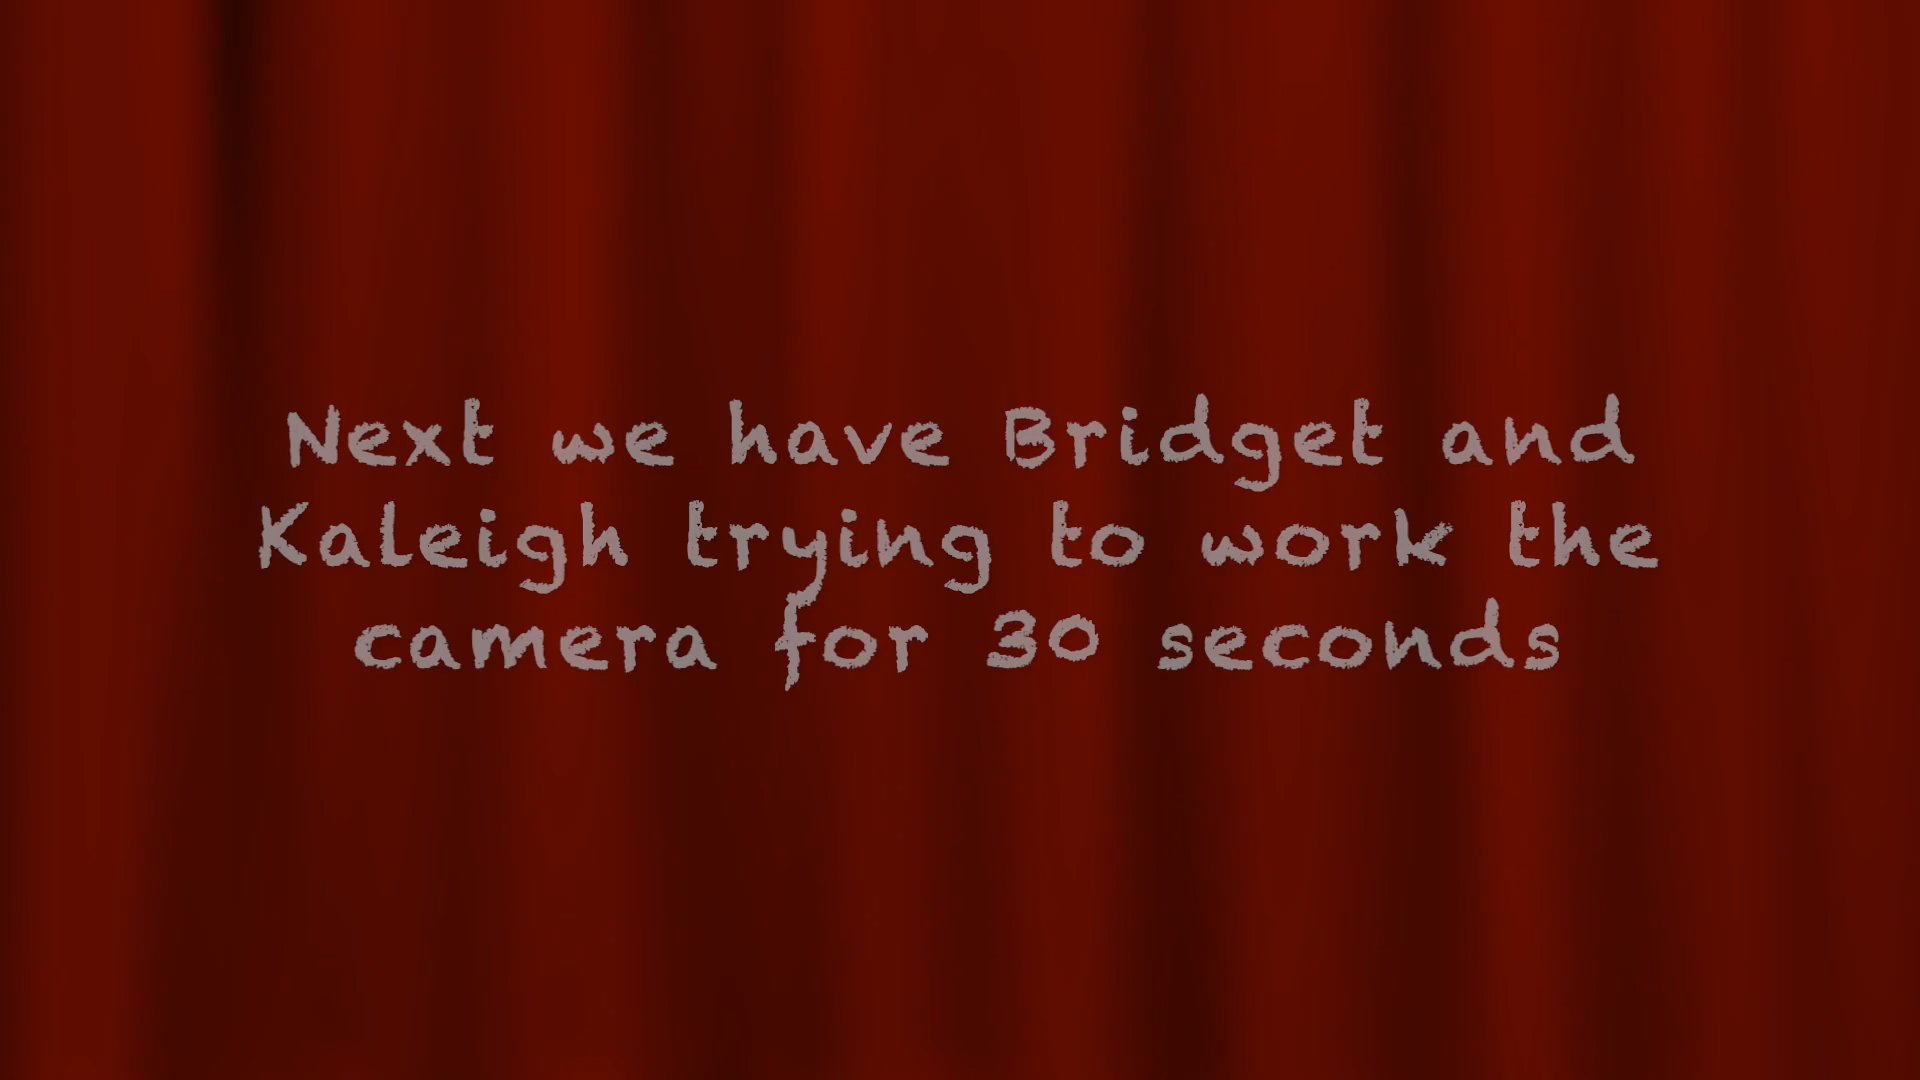 Next we have Bridget and
Kaleigh trying to work the
camera for 30 seconds